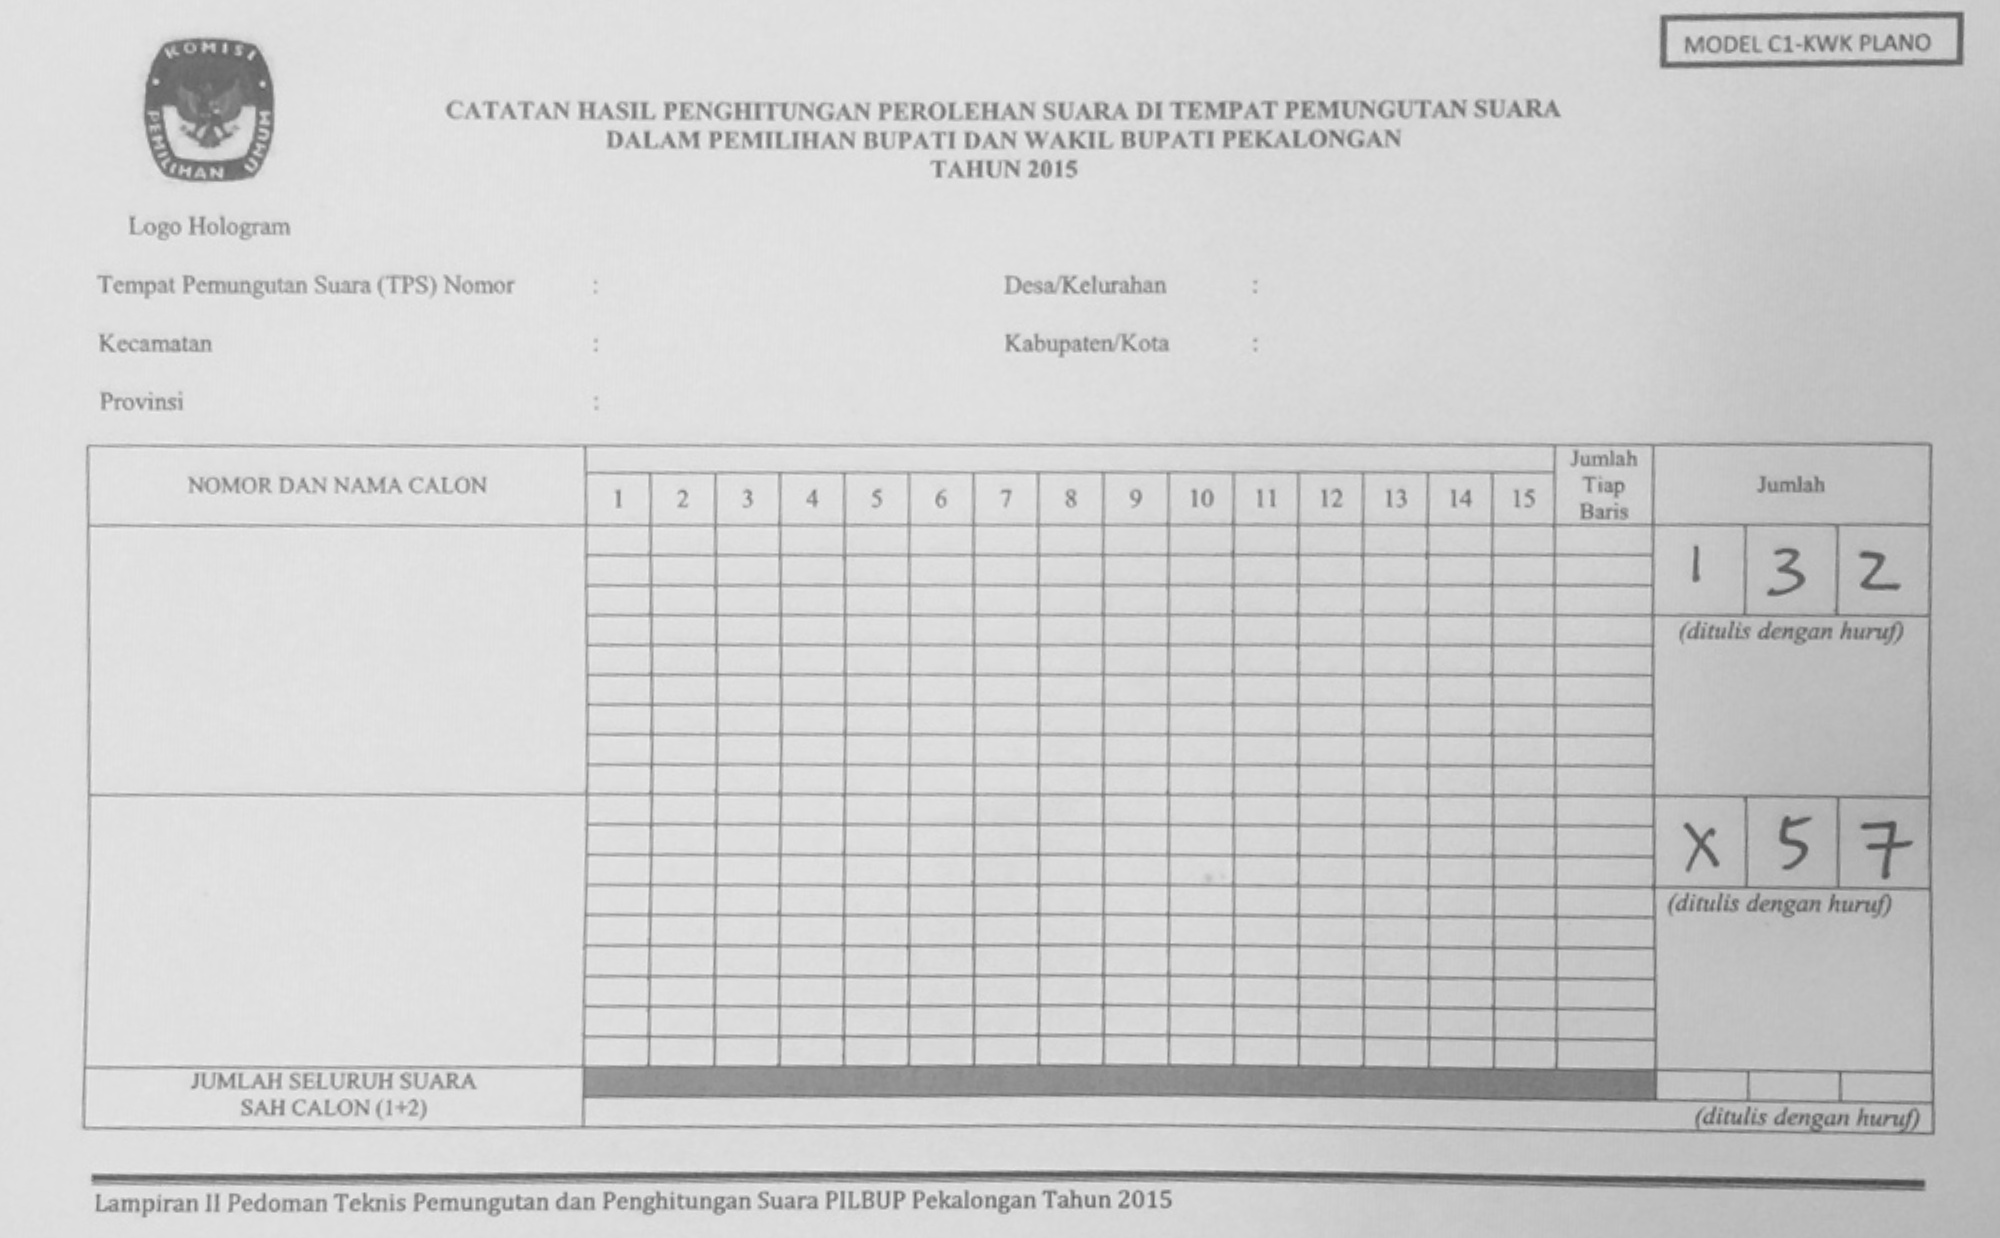 MODEL C1-KWK PLANO
KOMISI
PEMILIHAN UMUM
CATATAN HASIL PENGHITUNGAN PEROLEHAN SUARA DI TEMPAT PEMUNGUTAN SUARA
DALAM PEMILIHAN BUPATI DAN WAKIL BUPATI PEKALONGAN
TAHUN 2015
Logo Hologram
Tempat Pemungutan Suara (TPS) Nomor : Desa/Kelurahan :
Kecamatan : Kabupaten/Kota :
Provinsi :
NOMOR DAN NAMA CALON 1 2 3 4 5 6 7 8 9 10 11 12 13 14 15 Jumlah Tiap Baris Jumlah
1 3 2
(ditulis dengan huruf)
X 5 7
(ditulis dengan huruf)
JUMLAH SELURUH SUARA
SAH CALON (1+2)
(ditulis dengan huruf)
Lampiran II Pedoman Teknis Pemungutan dan Penghitungan Suara PILBUP Pekalongan Tahun 2015